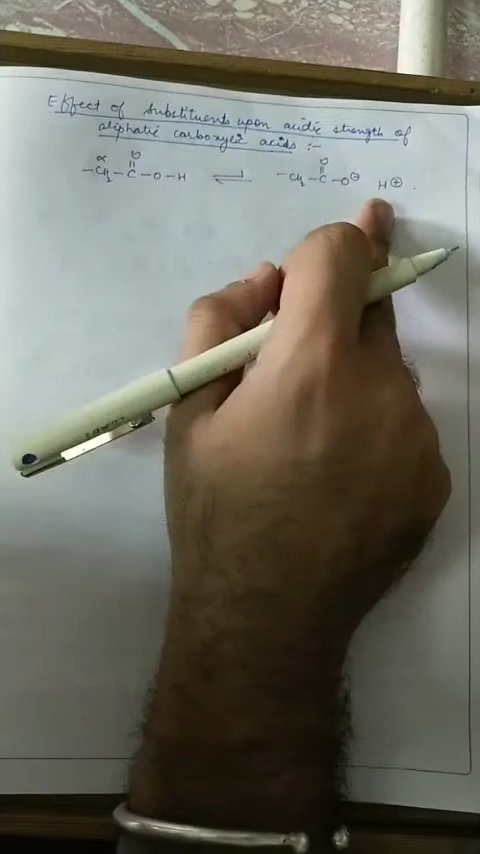 Effect of substituents upon acidic strength of
aliphatic carboxylic acids :-
α O O
-CH2-C-O-H ⇌ -CH2-C-O⊖ H⊕.